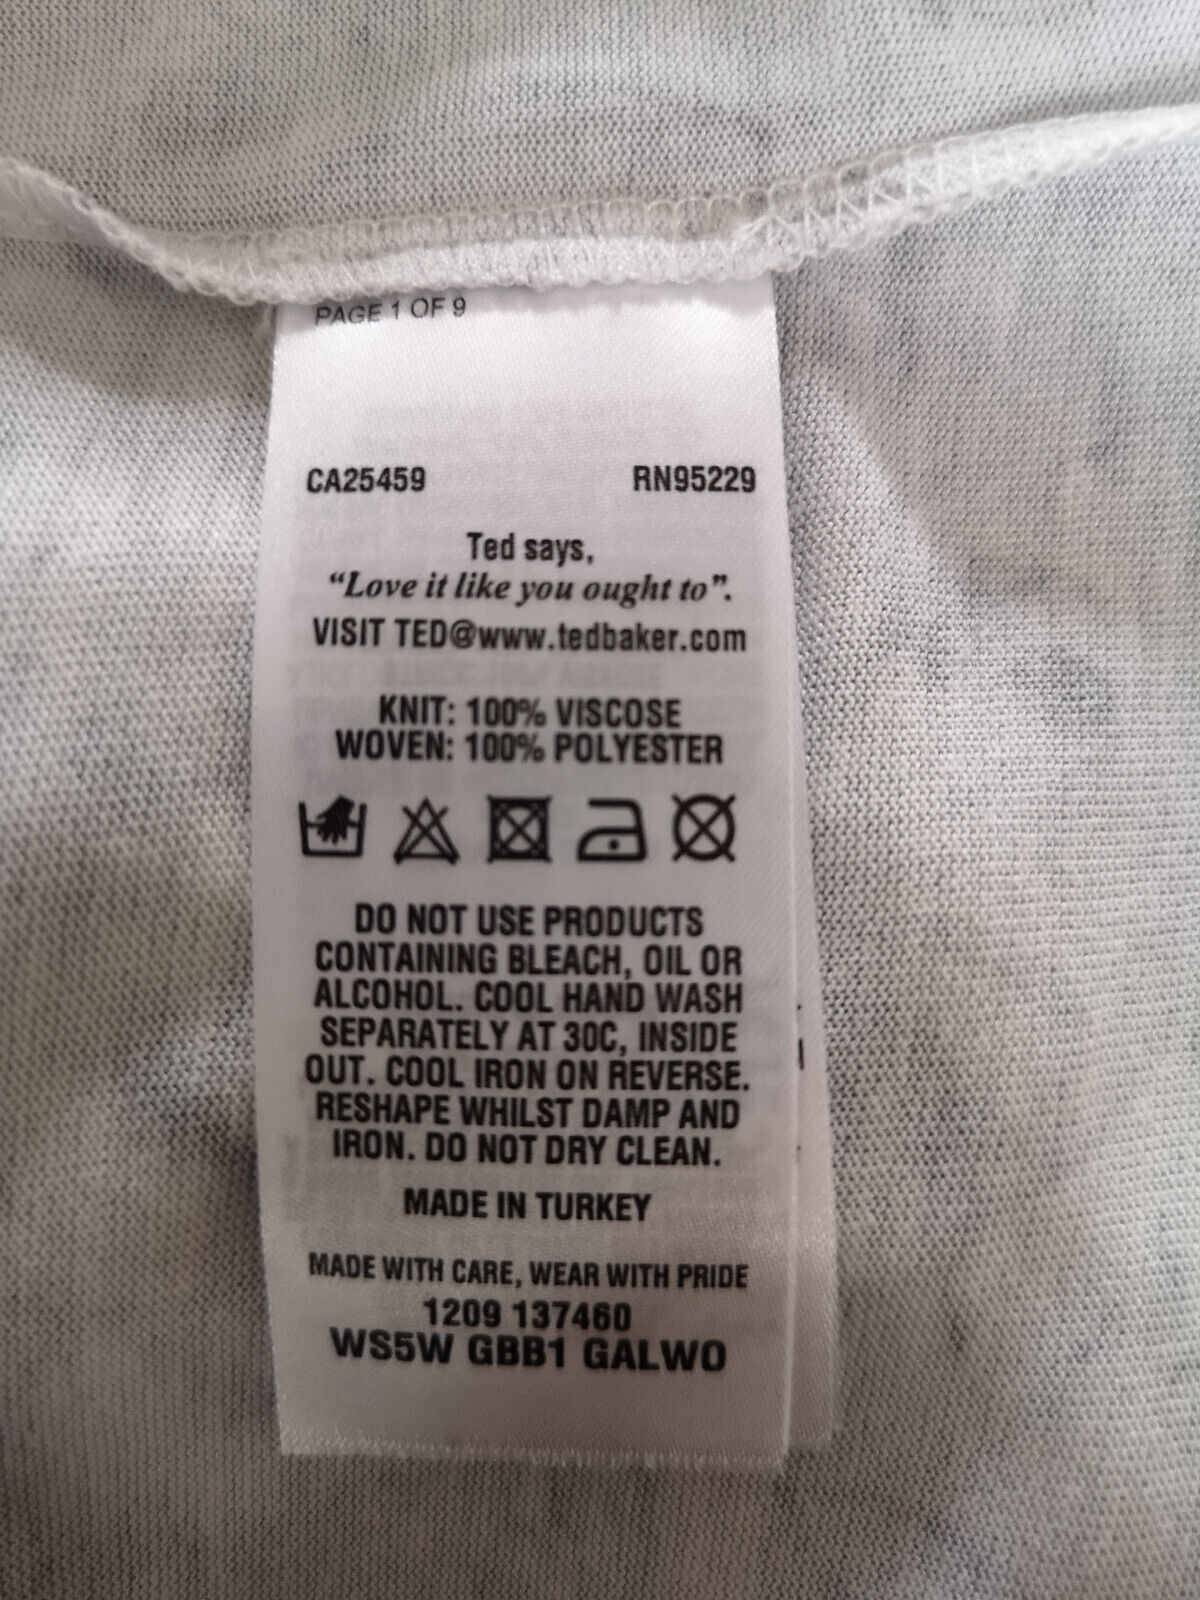 PAGE 1 OF 9
CA25459 RN95229
Ted says,
“Love it like you ought to”.
VISIT TED@www.tedbaker.com
KNIT: 100% VISCOSE
WOVEN: 100% POLYESTER
DO NOT USE PRODUCTS
CONTAINING BLEACH, OIL OR
ALCOHOL. COOL HAND WASH
SEPARATELY AT 30C, INSIDE
OUT. COOL IRON ON REVERSE.
RESHAPE WHILST DAMP AND
IRON. DO NOT DRY CLEAN.
MADE IN TURKEY
MADE WITH CARE, WEAR WITH PRIDE
1209 137460
WS5W GBB1 GALWO